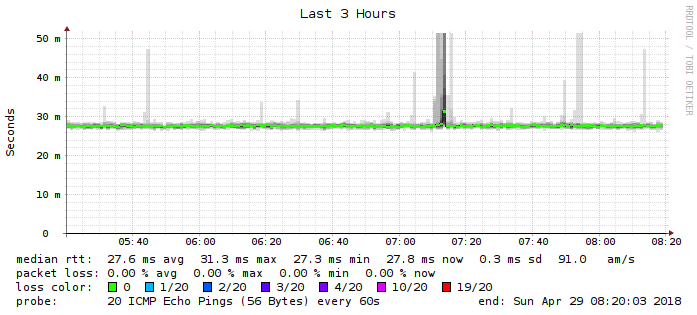 Last 3 Hours
RRDTOOL / TOBI OETIKER
Seconds
50 m
40 m
30 m
20 m
10 m
0
05:40 06:00 06:20 06:40 07:00 07:20 07:40 08:00 08:20
median rtt: 27.6 ms avg 31.3 ms max 27.3 ms min 27.8 ms now 0.3 ms sd 91.0 am/s
packet loss: 0.00 % avg 0.00 % max 0.00 % min 0.00 % now
loss color: 0 1/20 2/20 3/20 4/20 10/20 19/20
probe: 20 ICMP Echo Pings (56 Bytes) every 60s end: Sun Apr 29 08:20:03 2018